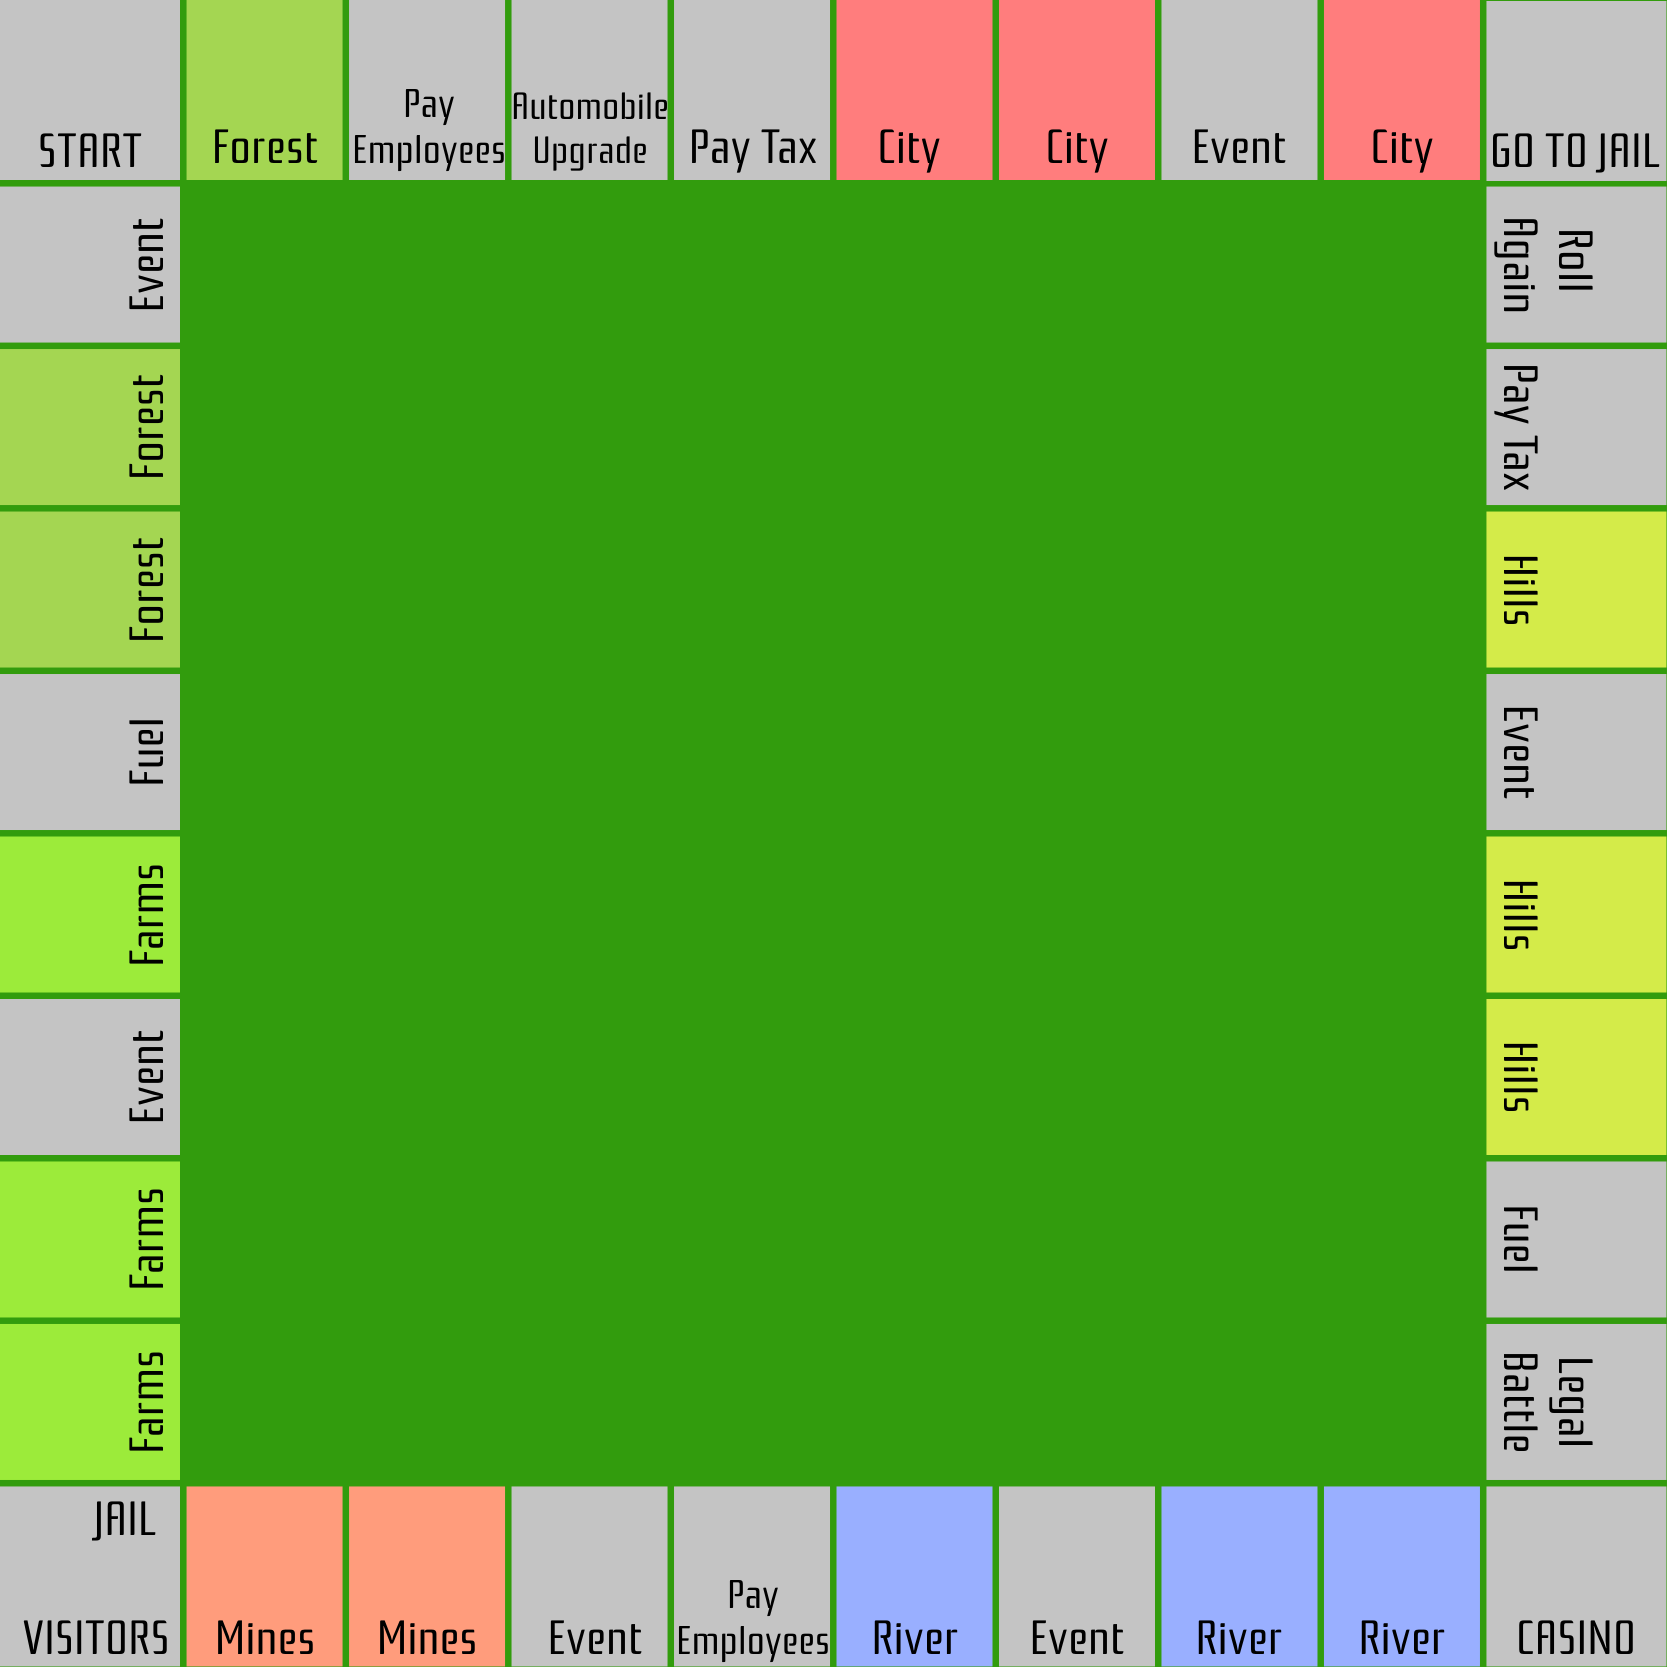 START
Forest
Pay
Employees
Automobile
Upgrade
Pay Tax
City
City
Event
City
GO TO JAIL
Event
Forest
Forest
Fuel
Farms
Event
Farms
Farms
Roll
Again
Pay Tax
Hills
Event
Hills
Hills
Fuel
Legal
Battle
JAIL
VISITORS
Mines
Mines
Event
Pay
Employees
River
Event
River
River
CASINO